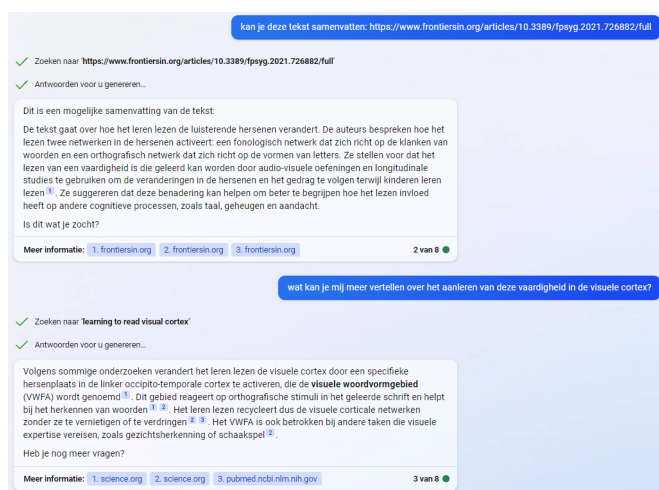 kan je deze tekst samenvatten: https://www.frontiersin.org/articles/10.3389/fpsyg.2021.726882/full
Zoeken naar 'https://www.frontiersin.org/articles/10.3389/fpsyg.2021.726882/full'
Antwoorden voor u genereren...
Dit is een mogelijke samenvatting van de tekst:
De tekst gaat over hoe het leren lezen de luisterende hersenen verandert. De auteurs bespreken hoe het
lezen twee netwerken in de hersenen activeert: een fonologisch netwerk dat zich richt op de klanken van
woorden en een orthografisch netwerk dat zich richt op de vormen van letters. Ze stellen voor dat het
lezen van een vaardigheid is die geleerd kan worden door audio-visuele oefeningen en longitudinale
studies te gebruiken om de veranderingen in de hersenen en het gedrag te volgen terwijl kinderen leren
lezen 1. Ze suggereren dat deze benadering kan helpen om beter te begrijpen hoe het lezen invloed
heeft op andere cognitieve processen, zoals taal, geheugen en aandacht.
Is dit wat je zocht?
Meer informatie: 1. frontiersin.org 2. frontiersin.org 3. frontiersin.org 2 van 8
wat kan je mij meer vertellen over het aanleren van deze vaardigheid in de visuele cortex?
Zoeken naar 'learning to read visual cortex'
Antwoorden voor u genereren...
Volgens sommige onderzoeken verandert het leren lezen de visuele cortex door een specifieke
hersenplaats in de linker occipito-temporale cortex te activeren, die de visuele woordvormgebied
(VWFA) wordt genoemd 1. Dit gebied reageert op orthografische stimuli in het geleerde schrift en helpt
bij het herkennen van woorden 1 2. Het leren lezen recycleert dus de visuele corticale netwerken
zonder ze te vernietigen of te verdringen 2 3. Het VWFA is ook betrokken bij andere taken die visuele
expertise vereisen, zoals gezichtsherkenning of schaakspel 2.
Heb je nog meer vragen?
Meer informatie: 1. science.org 2. science.org 3. pubmed.ncbi.nlm.nih.gov 3 van 8